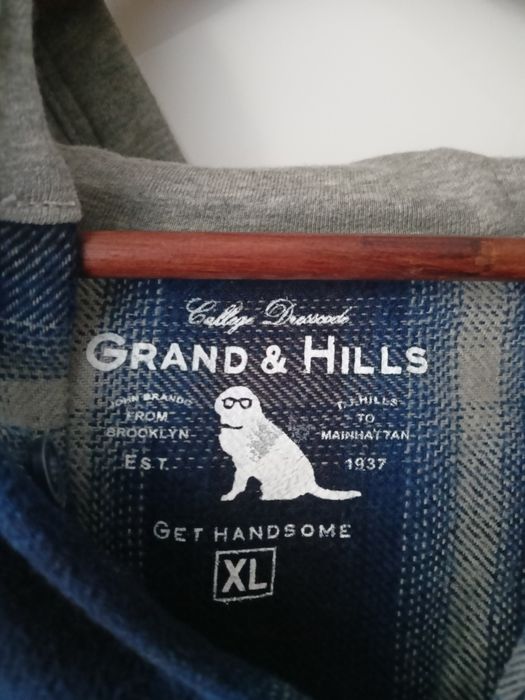 College Dresscode
GRAND & HILLS
JOHN BRANDO
FROM
BROOKLYN
T.J.HILLS
TO
MAINHATTAN
EST.
1937
GET HANDSOME
XL